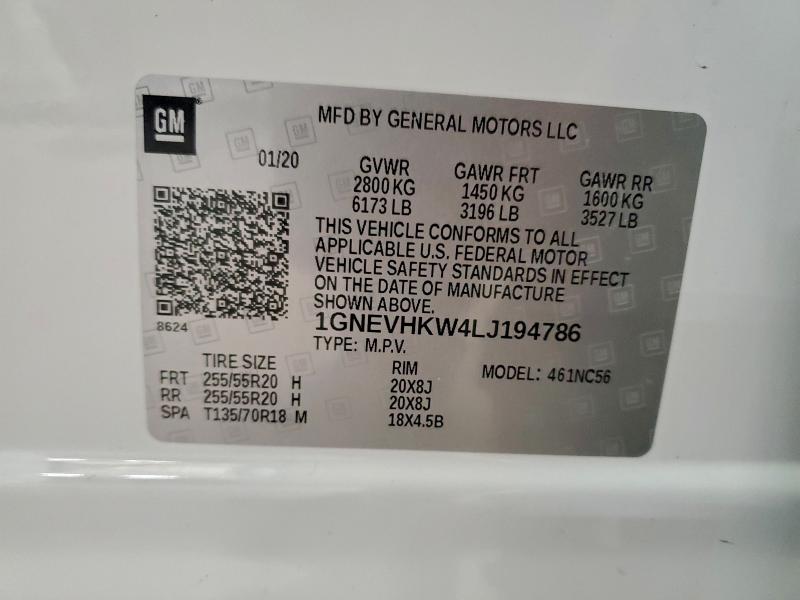 GM
MFD BY GENERAL MOTORS LLC
01/20
GVWR GAWR FRT GAWR RR
2800 KG 1450 KG 1600 KG
6173 LB 3196 LB 3527 LB
THIS VEHICLE CONFORMS TO ALL
APPLICABLE U.S. FEDERAL MOTOR
VEHICLE SAFETY STANDARDS IN EFFECT
ON THE DATE OF MANUFACTURE
SHOWN ABOVE.
8624
1GNEVHKW4LJ194786
TYPE: M.P.V.
TIRE SIZE RIM MODEL: 461NC56
FRT 255/55R20 H 20X8J
RR 255/55R20 H 20X8J
SPA T135/70R18 M 18X4.5B